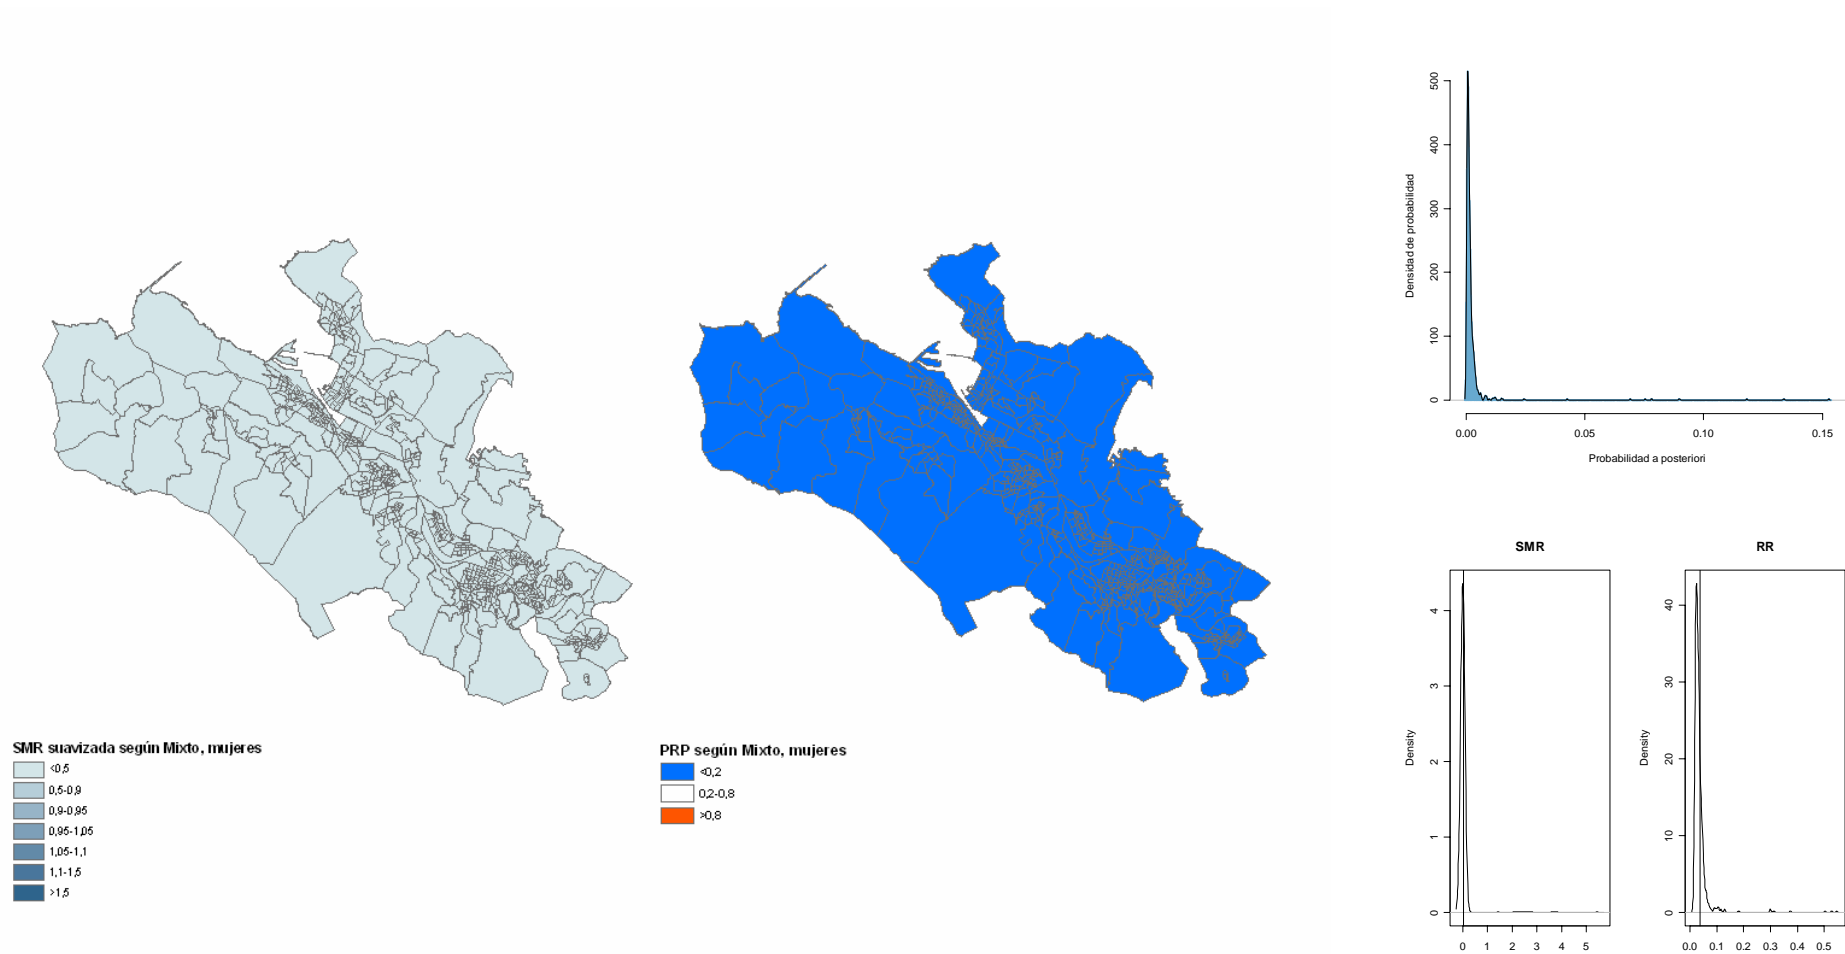 SMR suavizada según Mixto, mujeres
<0,5
0,5-0,9
0,9-0,95
0,95-1,05
1,05-1,1
1,1-1,5
>1,5
PRP según Mixto, mujeres
<0,2
0,2-0,8
>0,8
Densidad de probabilidad
500
400
300
200
100
0
0.00 0.05 0.10 0.15
Probabilidad a posteriori
SMR
Density
4
3
2
1
0
0 1 2 3 4 5
RR
Density
40
30
20
10
0
0.0 0.1 0.2 0.3 0.4 0.5